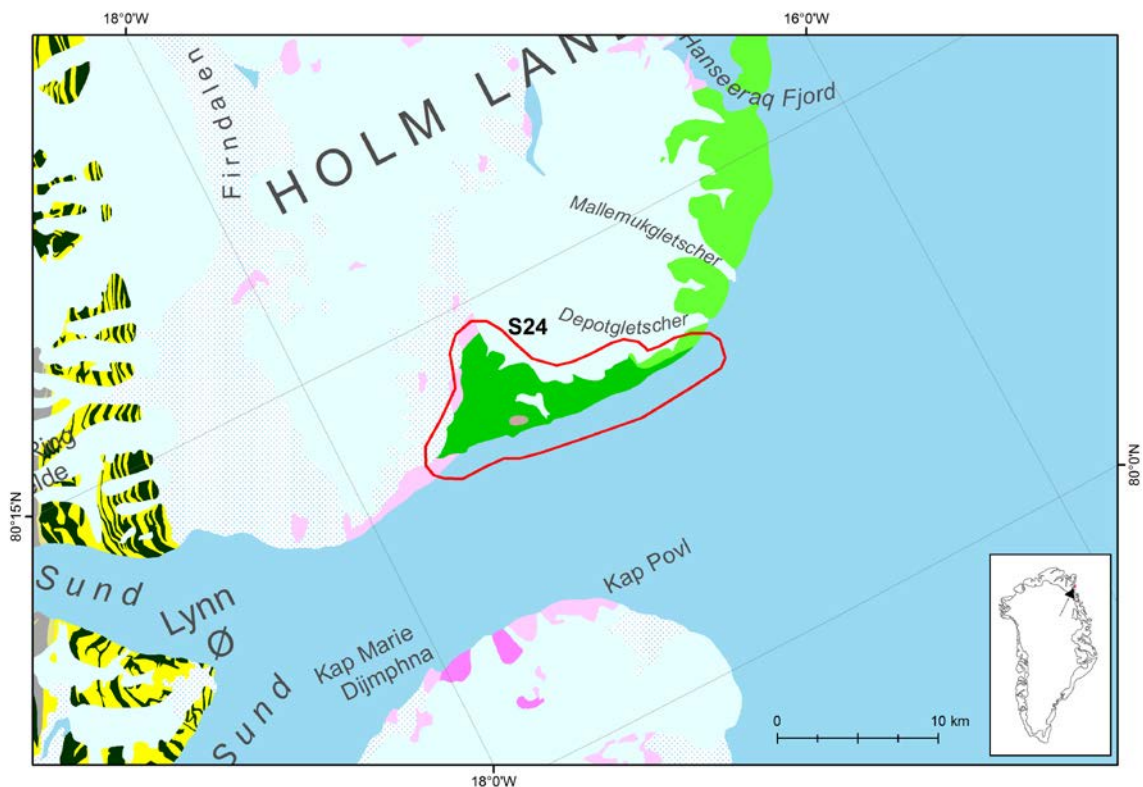 18°0'W
16°0'W
Hanseeraq Fjord
Firndalen
HOLM LAND
Mallemukgletscher
Depotgletscher
S24
80°15'N
80°0'N
Sund
Lynn
Ø
Sund
Kap Marie
Dijmphna
Kap Povl
0 10 km
18°0'W